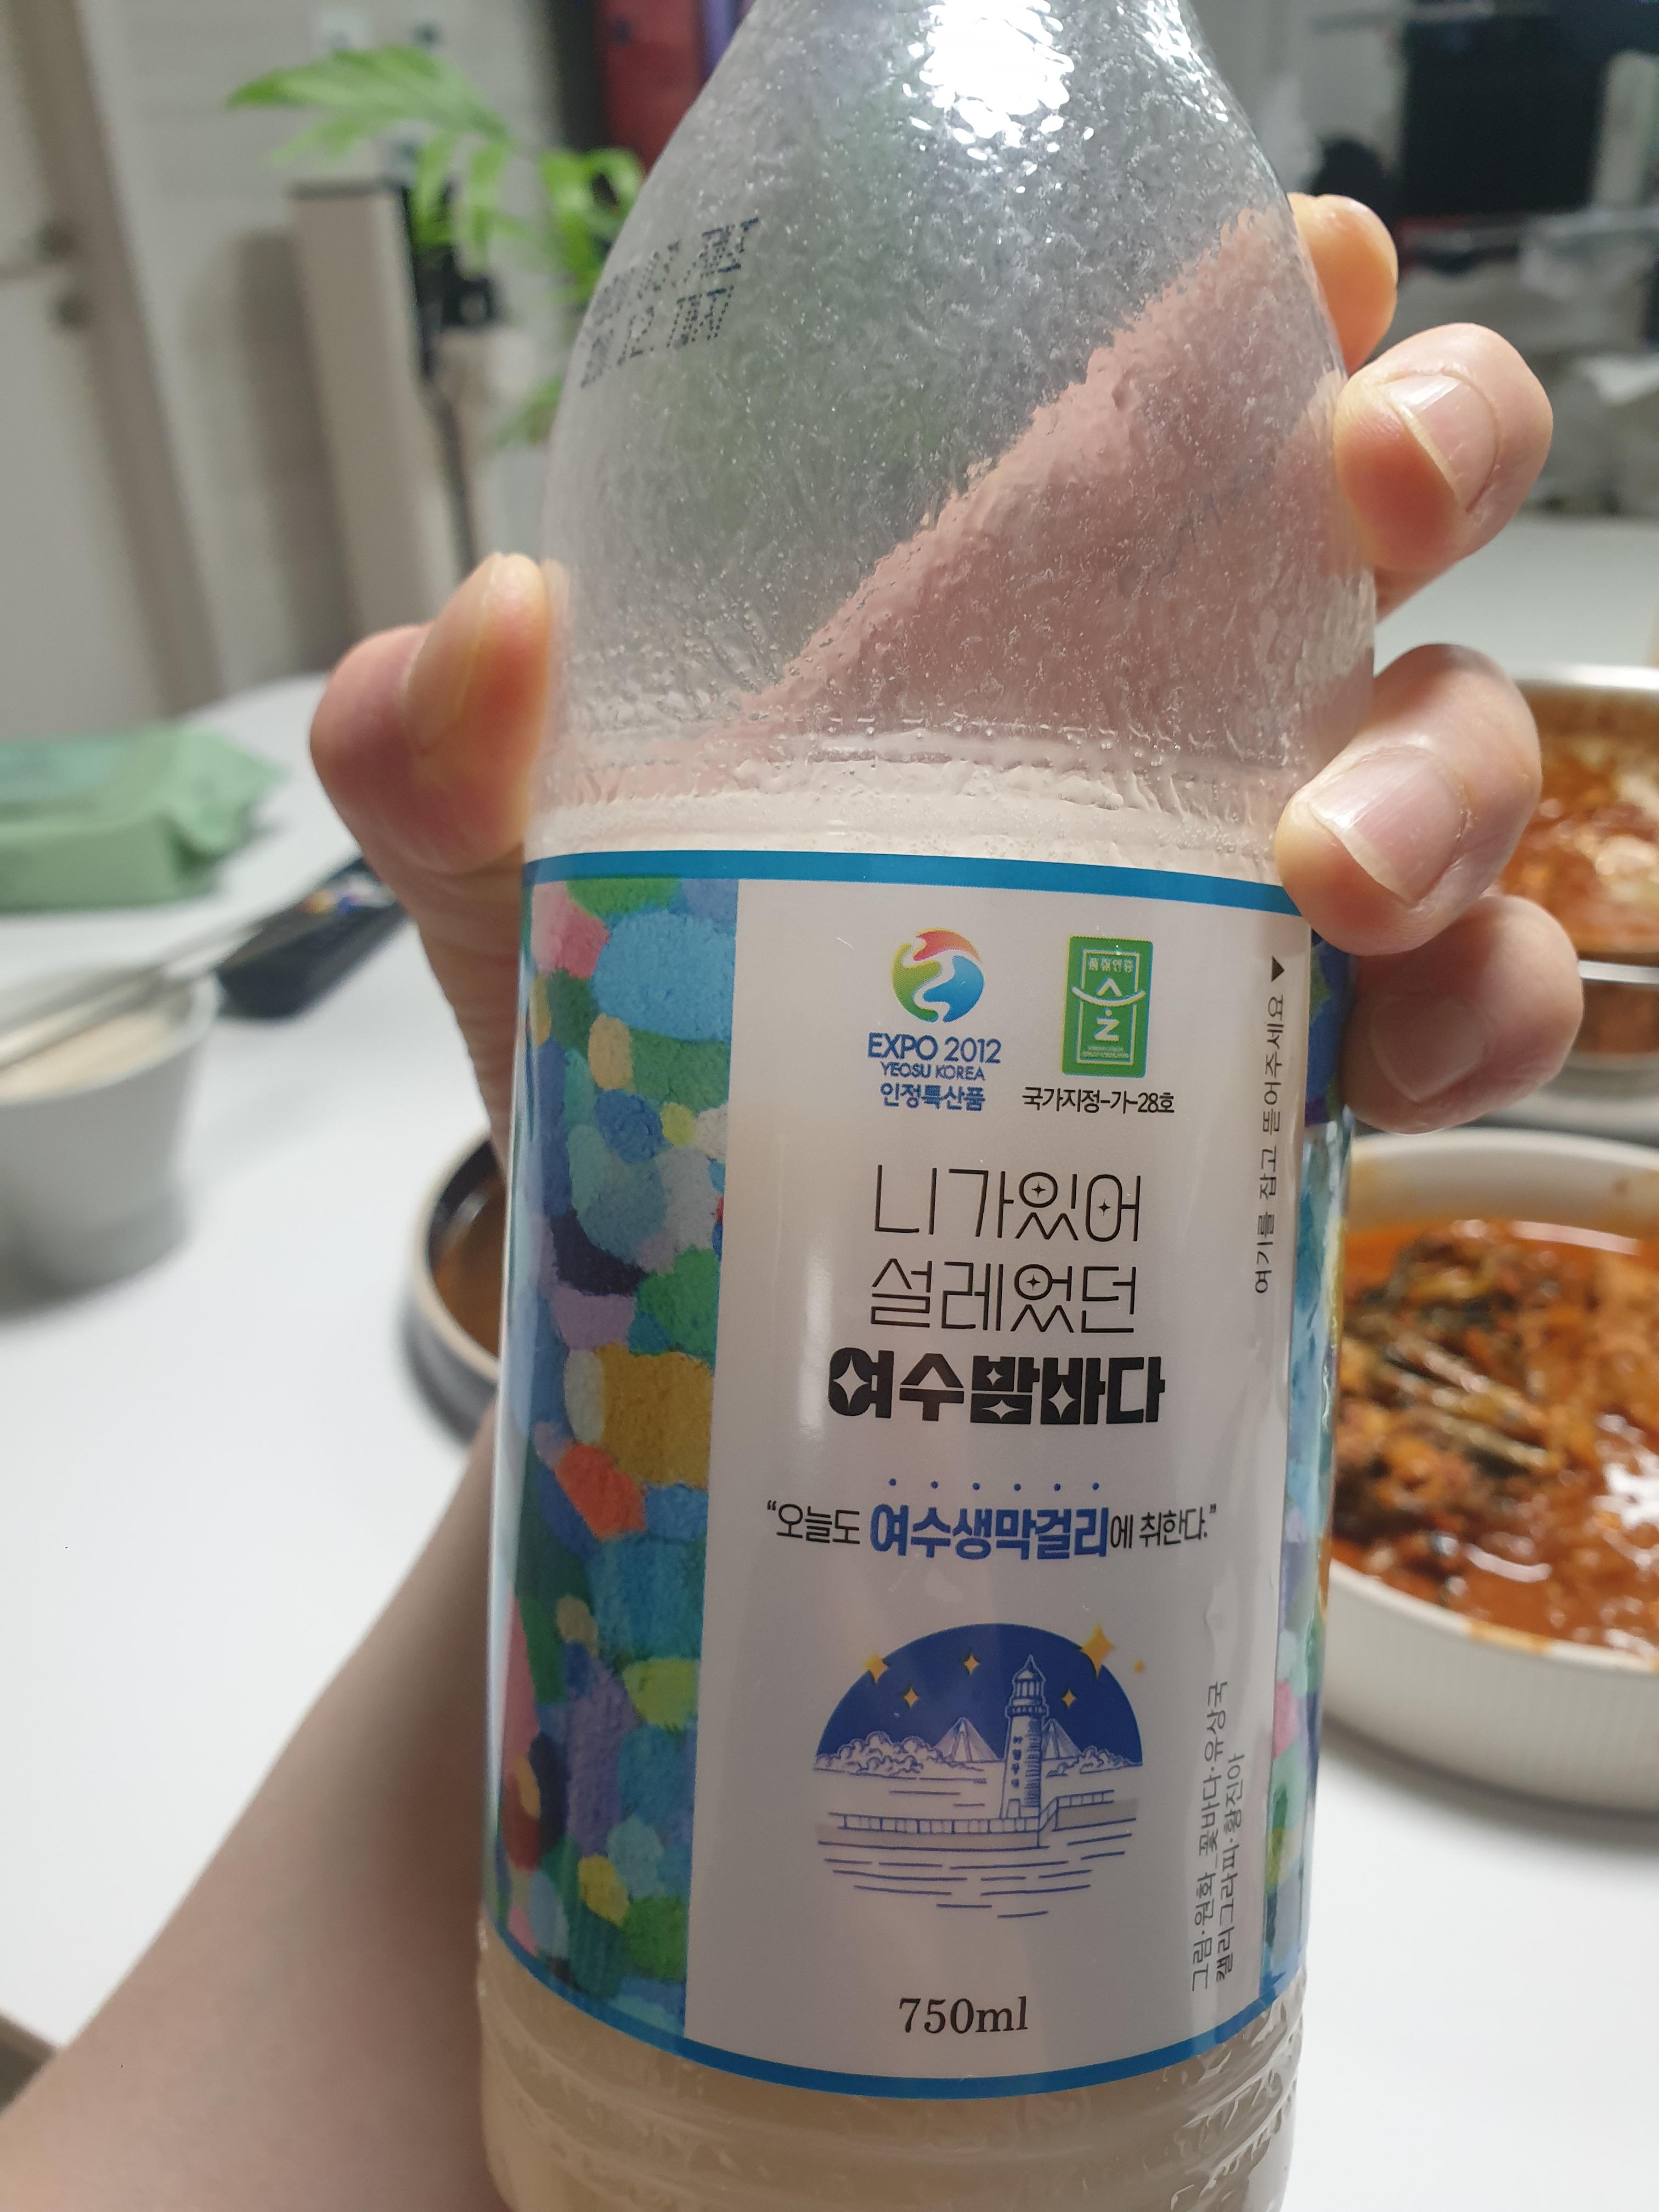 EXPO 2012
YEOSU KOREA
인정특산품
국가지정-가-28호
여기를 잡고 뜯어주세요 ▶
니가있어
설레었던
여수밤바다
“오늘도 여수생막걸리에 취한다.”
그림·원화_꽃바다·유상국
캘리그라피·황진아
750ml